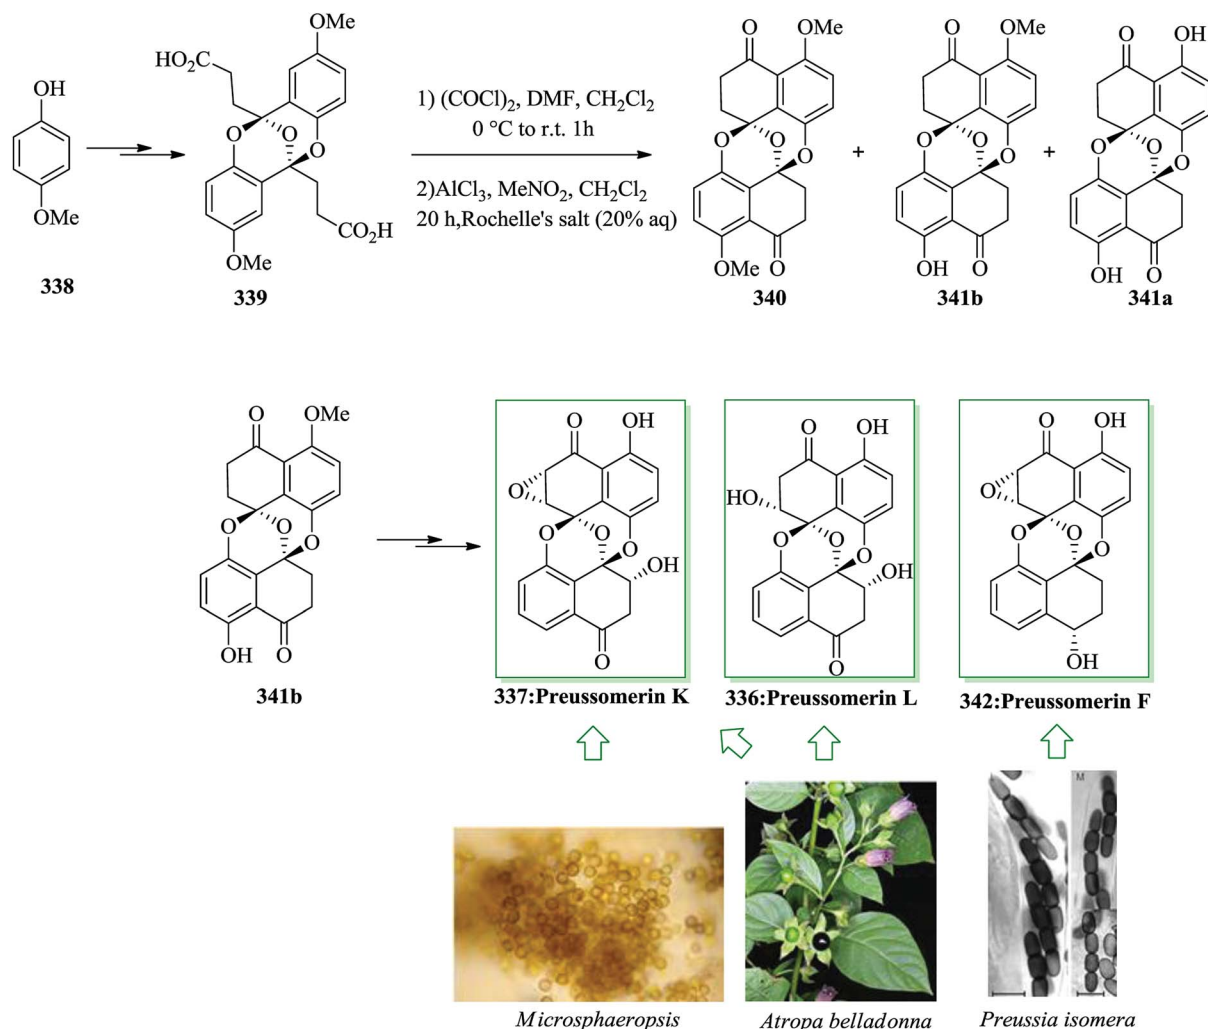 OH
OMe
338
HO2C
OMe
O
O
O
CO2H
OMe
339
1) (COCl)2, DMF, CH2Cl2
0 °C to r.t. 1h
2)AlCl3, MeNO2, CH2Cl2
20 h,Rochelle's salt (20% aq)
O
OMe
O
O
O
OMe
O
340
+
O
OMe
O
O
O
OH
O
341b
+
O
OH
O
O
O
OH
O
341a
O
OMe
O
O
O
OH
O
341b
O
OH
O
O
O
O
OH
O
337:Preussomerin K
O
OH
HO
O
O
O
OH
O
336:Preussomerin L
O
OH
O
O
O
O
OH
342:Preussomerin F
M
Microsphaeropsis
Atropa belladonna
Preussia isomera